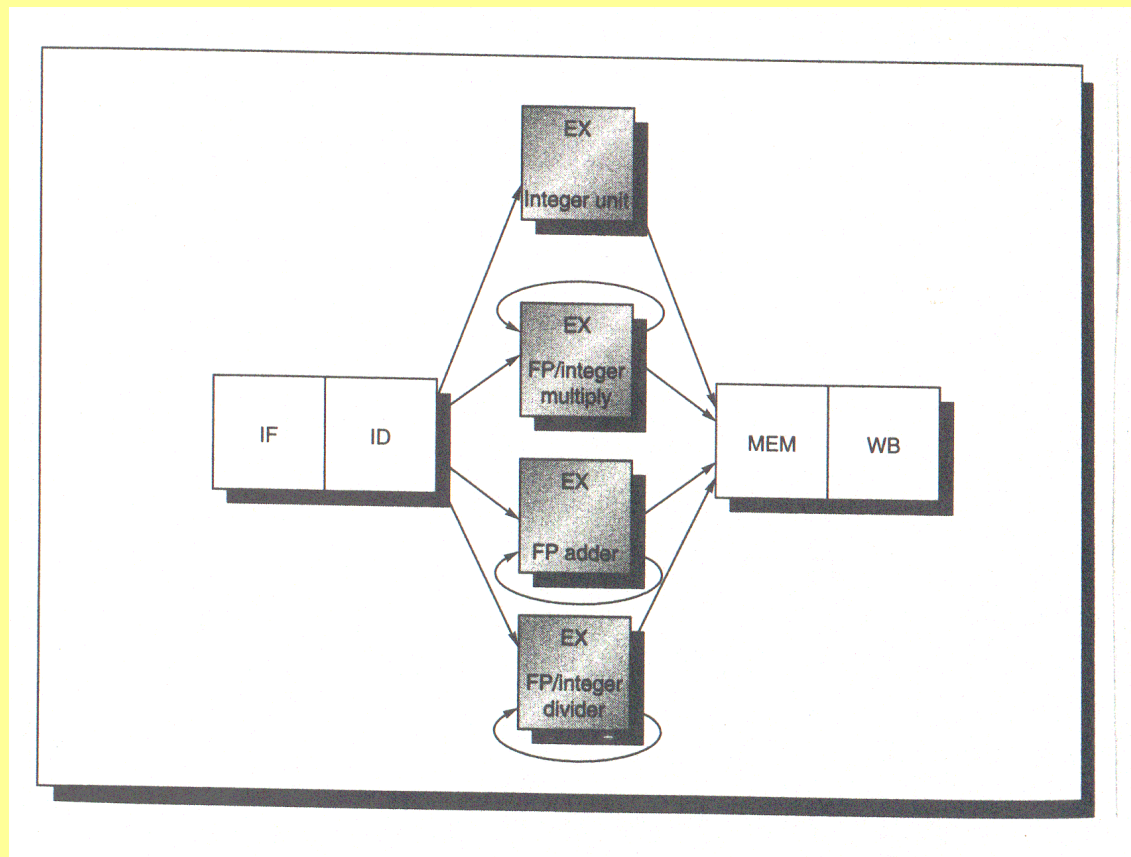 EX
Integer unit
EX
FP/integer
multiply
IF
ID
MEM
WB
EX
FP adder
EX
FP/integer
divider